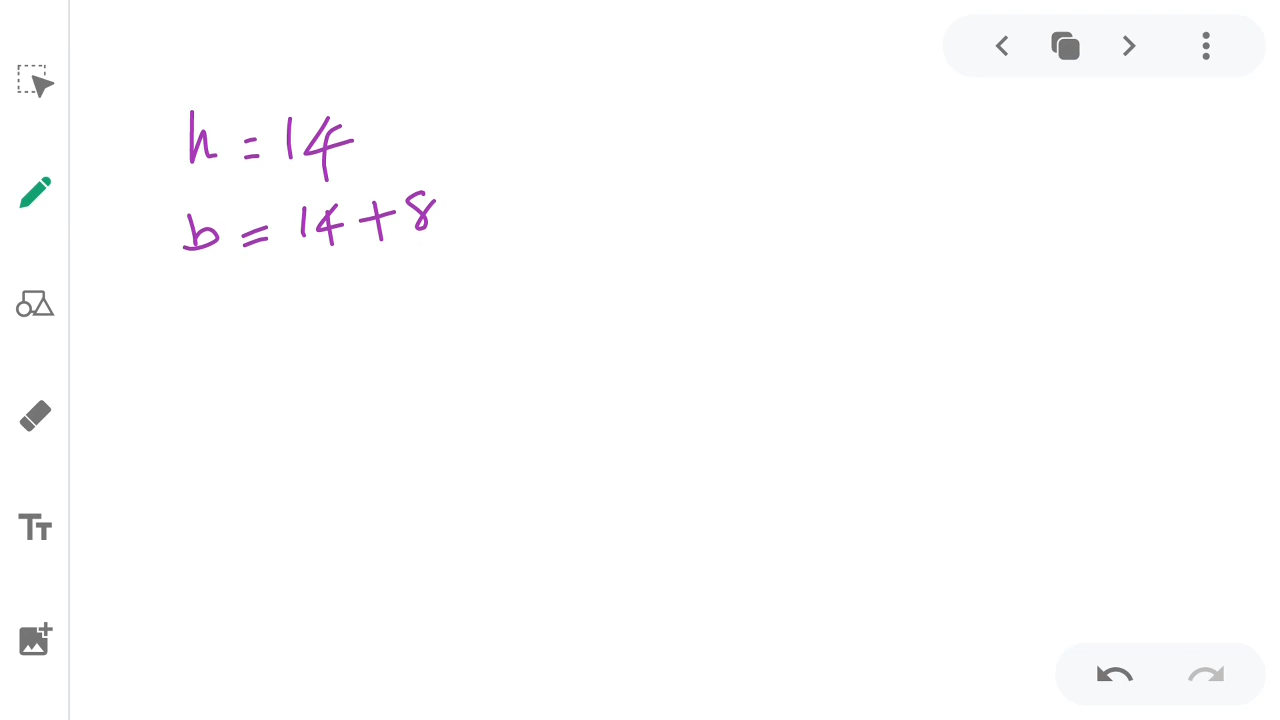 h = 14
b = 14 + 8